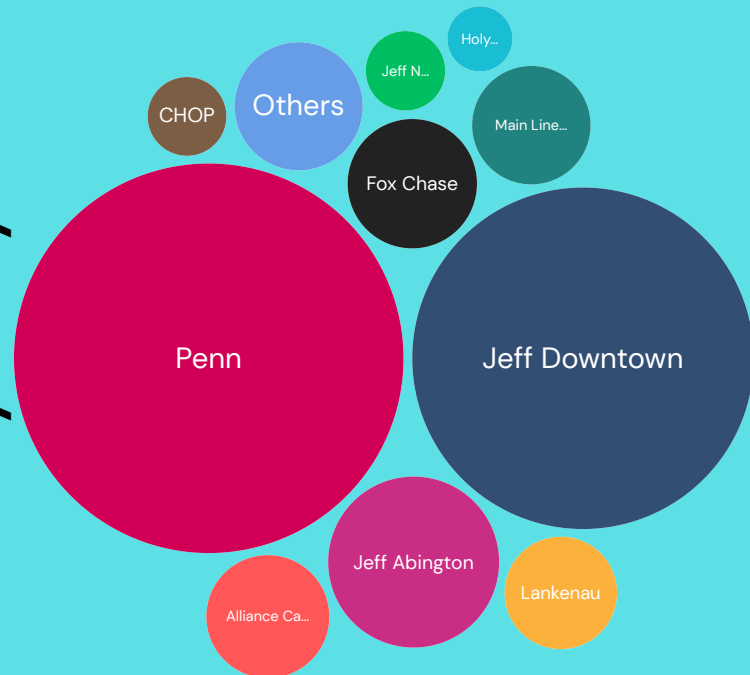 Holy...
Jeff N...
Others
CHOP
Main Line...
Fox Chase
Penn
Jeff Downtown
Jeff Abington
Lankenau
Alliance Ca...